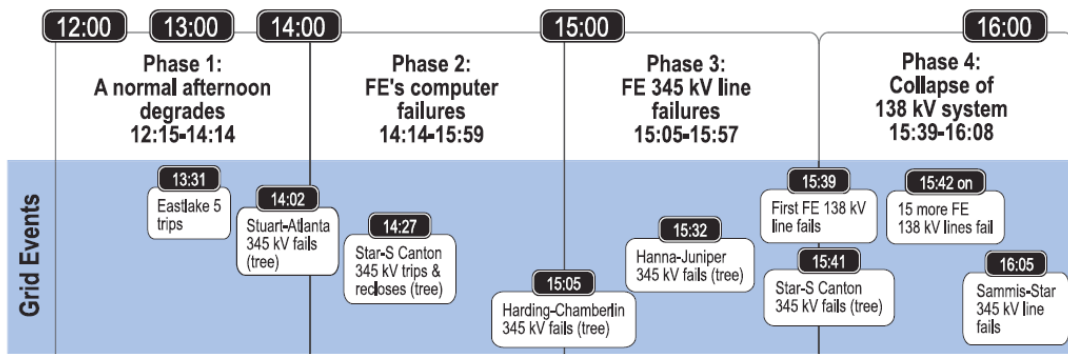 12:00
13:00
14:00
15:00
16:00
Phase 1:
A normal afternoon
degrades
12:15-14:14
Phase 2:
FE's computer
failures
14:14-15:59
Phase 3:
FE 345 kV line
failures
15:05-15:57
Phase 4:
Collapse of
138 kV system
15:39-16:08
Grid Events
13:31
Eastlake 5
trips
14:02
Stuart-Atlanta
345 kV fails
(tree)
14:27
Star-S Canton
345 kV trips &
recloses (tree)
15:05
Harding-Chamberlin
345 kV fails (tree)
15:32
Hanna-Juniper
345 kV fails (tree)
15:39
First FE 138 kV
line fails
15:41
Star-S Canton
345 kV fails (tree)
15:42 on
15 more FE
138 kV lines fail
16:05
Sammis-Star
345 kV line
fails